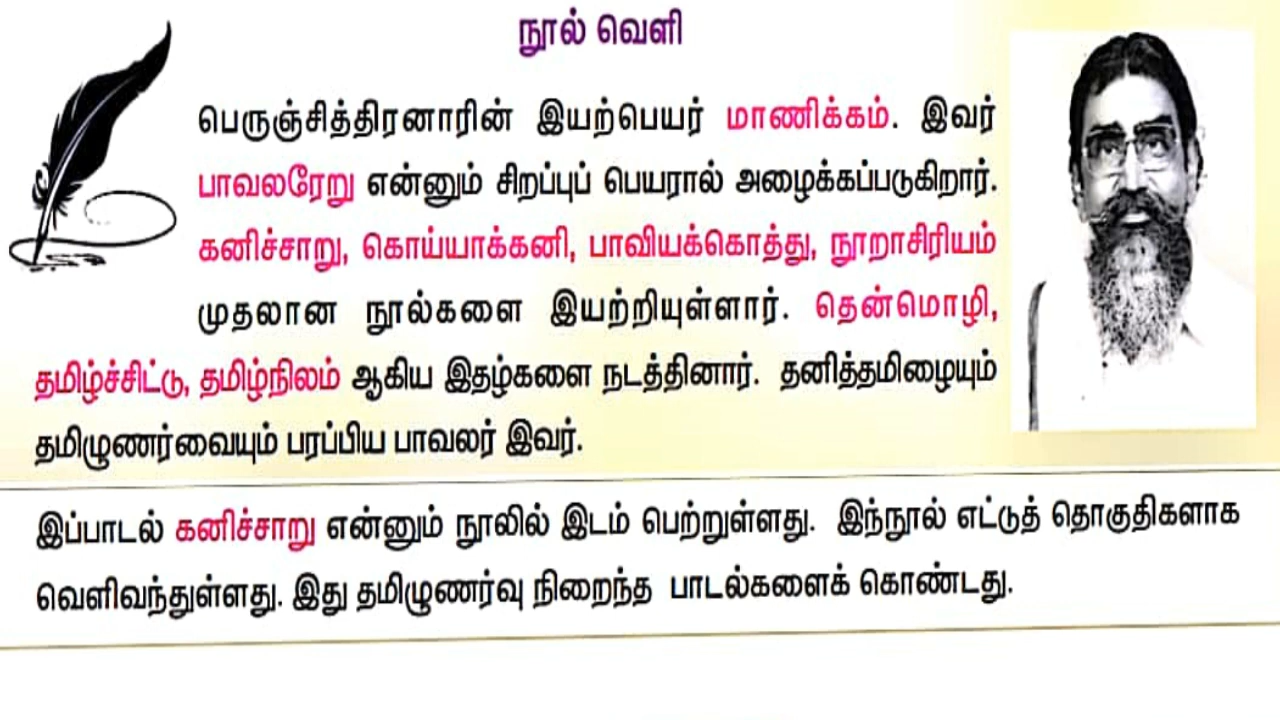 நூல் வெளி
பெருஞ்சித்திரனாரின் இயற்பெயர் மாணிக்கம். இவர்
பாவலரேறு என்னும் சிறப்புப் பெயரால் அழைக்கப்படுகிறார்.
கனிச்சாறு, கொய்யாக்கனி, பாவியக்கொத்து, நூறாசிரியம்
முதலான நூல்களை இயற்றியுள்ளார். தென்மொழி,
தமிழ்ச்சிட்டு, தமிழ்நிலம் ஆகிய இதழ்களை நடத்தினார். தனித்தமிழையும்
தமிழுணர்வையும் பரப்பிய பாவலர் இவர்.
இப்பாடல் கனிச்சாறு என்னும் நூலில் இடம் பெற்றுள்ளது. இந்நூல் எட்டுத் தொகுதிகளாக
வெளிவந்துள்ளது. இது தமிழுணர்வு நிறைந்த பாடல்களைக் கொண்டது.